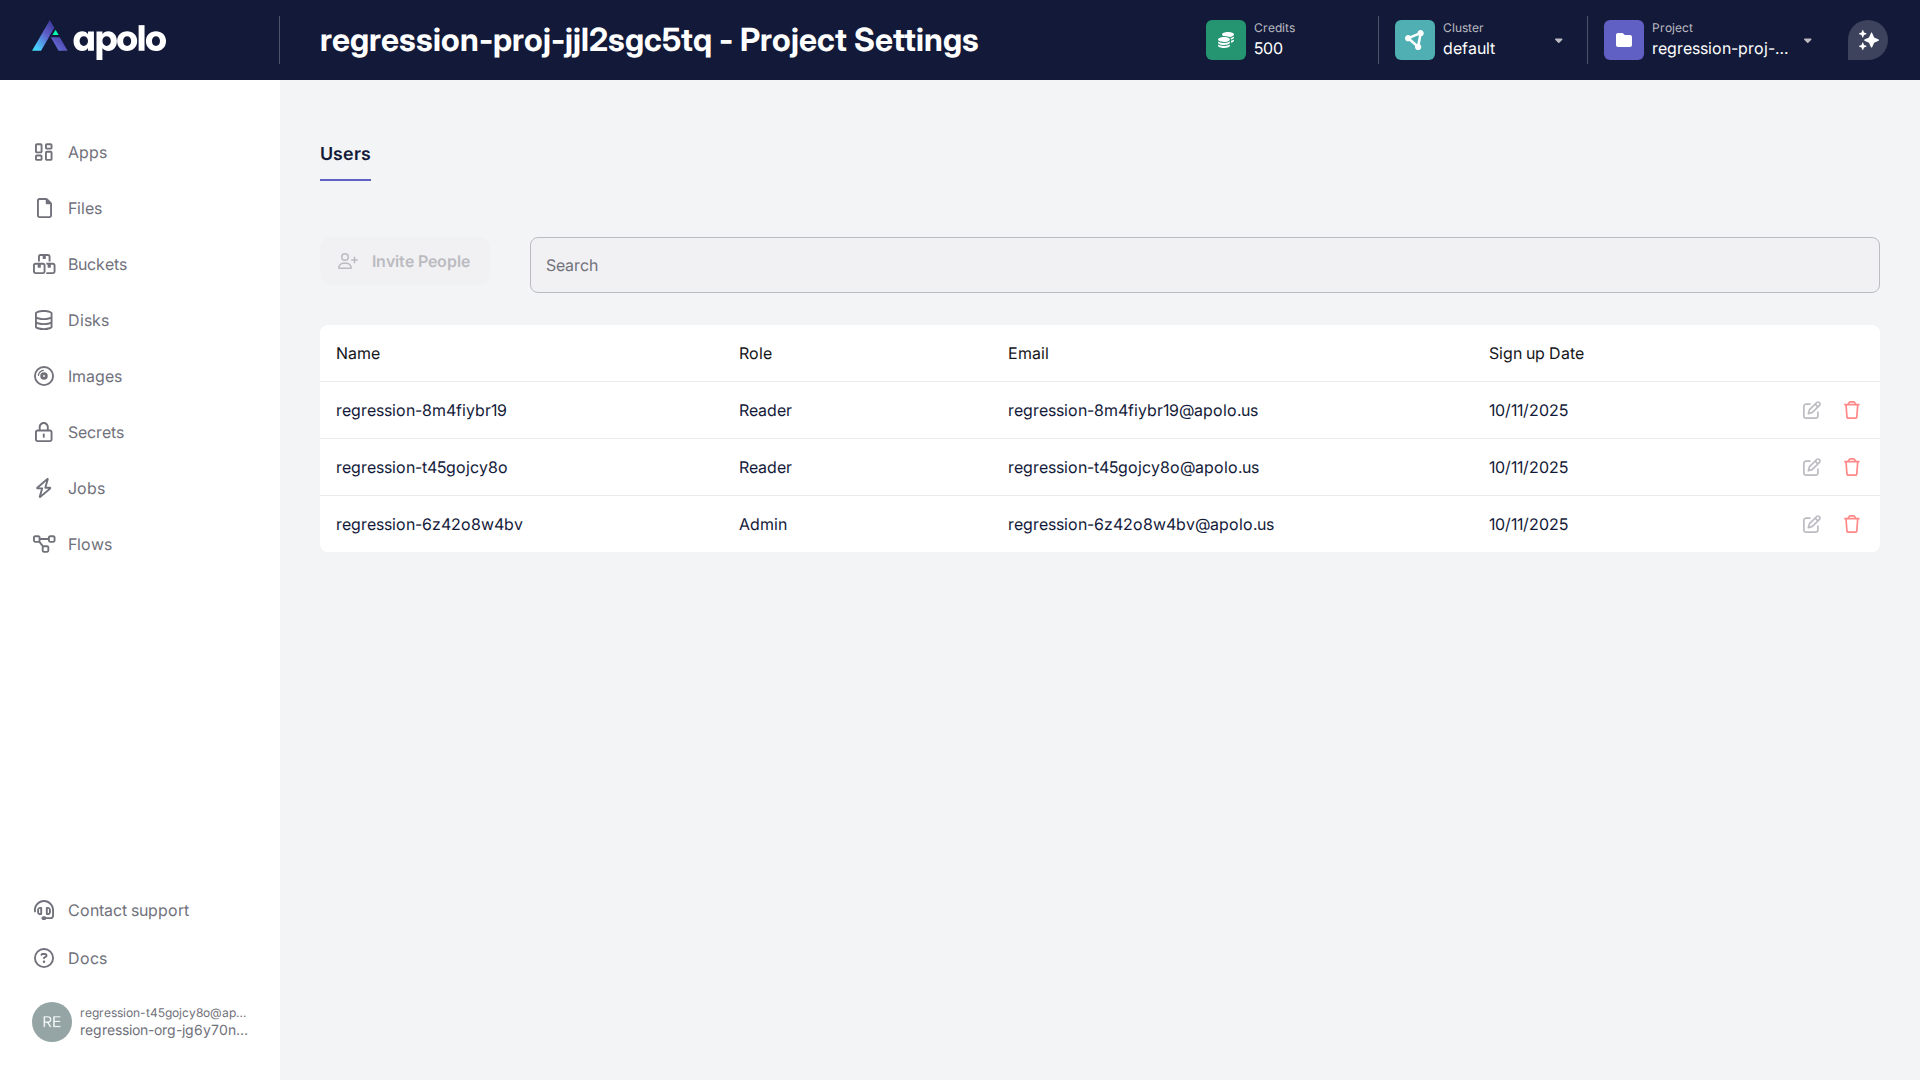 apolo
regression-proj-jjl2sgc5tq - Project Settings
Credits
500
Cluster
default
Project
regression-proj-...
Apps
Files
Buckets
Disks
Images
Secrets
Jobs
Flows
Contact support
Docs
RE
regression-t45gojcy8o@ap...
regression-org-jg6y70n...
Users
Invite People
Search
Name Role Email Sign up Date
regression-8m4fiybr19 Reader regression-8m4fiybr19@apolo.us 10/11/2025
regression-t45gojcy8o Reader regression-t45gojcy8o@apolo.us 10/11/2025
regression-6z42o8w4bv Admin regression-6z42o8w4bv@apolo.us 10/11/2025